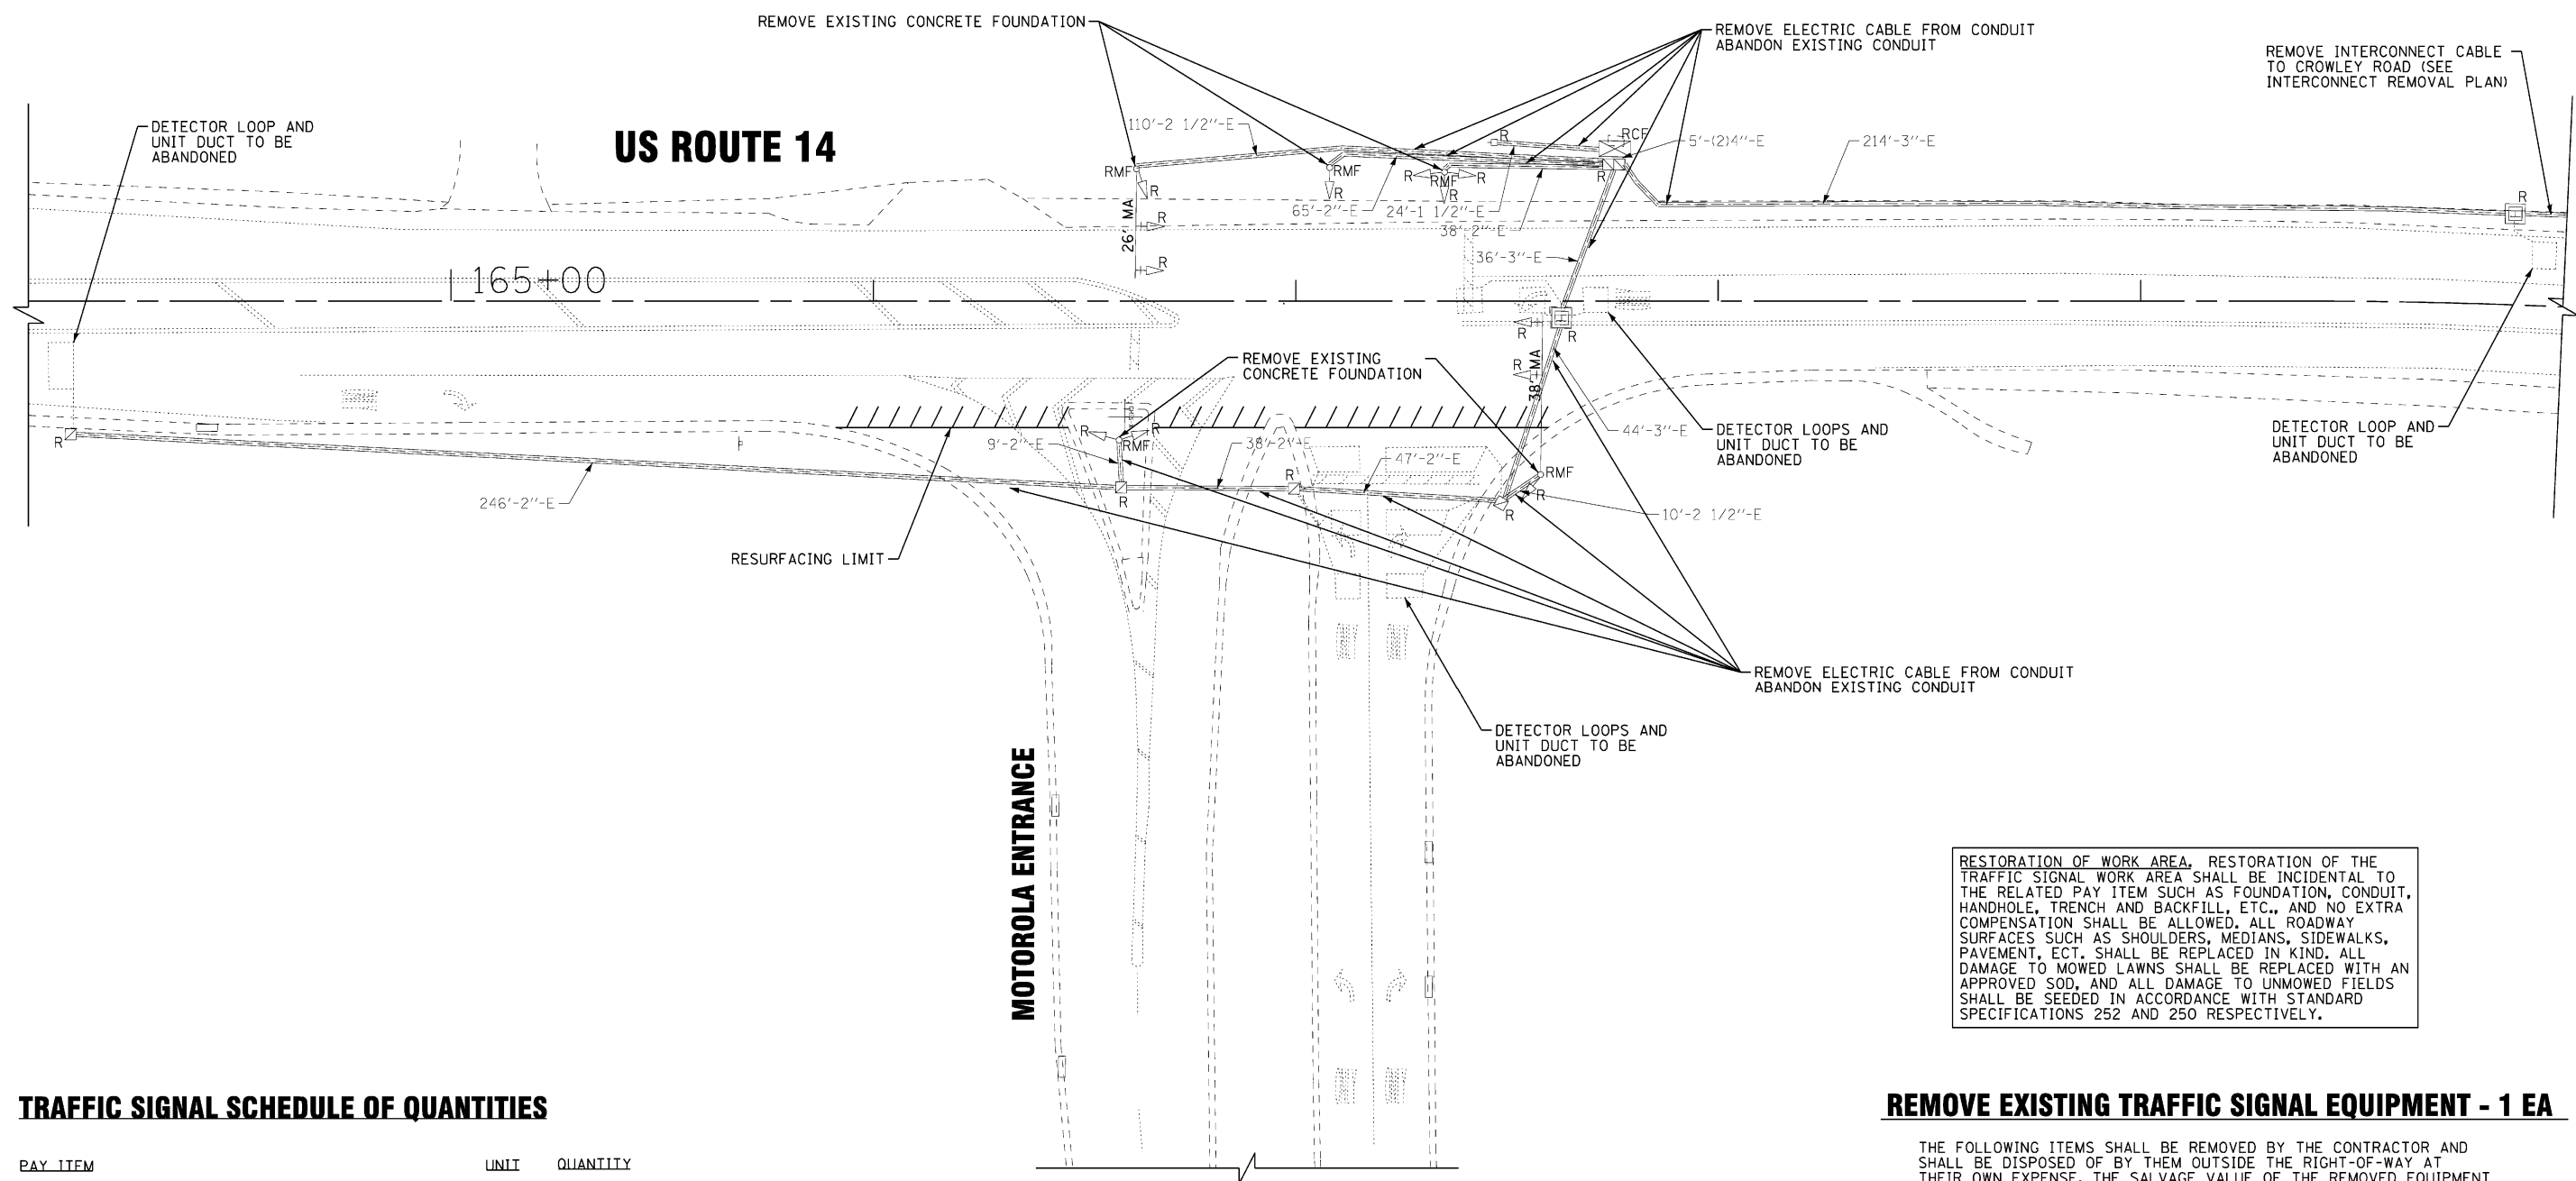 REMOVE EXISTING CONCRETE FOUNDATION
REMOVE ELECTRIC CABLE FROM CONDUIT
ABANDON EXISTING CONDUIT
REMOVE INTERCONNECT CABLE
TO CROWLEY ROAD (SEE
INTERCONNECT REMOVAL PLAN)
DETECTOR LOOP AND
UNIT DUCT TO BE
ABANDONED
US ROUTE 14
110'-2 1/2"-E
R
RCF
5'-(2)4"-E
214'-3"-E
RMF
RMF
R
RMF
R
R
R
R
R
R
65'-2"-E
24'-1 1/2"-E
38'-2"-E
26' MA
R
R
36'-3"-E
165+00
R
R
R
38' MA
REMOVE EXISTING
CONCRETE FOUNDATION
44'-3"-E
DETECTOR LOOPS AND
UNIT DUCT TO BE
ABANDONED
DETECTOR LOOP AND
UNIT DUCT TO BE
ABANDONED
R
R
R
RMF
9'-2"-E
38'-2"-E
47'-2"-E
RMF
R
R
R
R
10'-2 1/2"-E
246'-2"-E
RESURFACING LIMIT
REMOVE ELECTRIC CABLE FROM CONDUIT
ABANDON EXISTING CONDUIT
DETECTOR LOOPS AND
UNIT DUCT TO BE
ABANDONED
MOTOROLA ENTRANCE
RESTORATION OF WORK AREA. RESTORATION OF THE
TRAFFIC SIGNAL WORK AREA SHALL BE INCIDENTAL TO
THE RELATED PAY ITEM SUCH AS FOUNDATION, CONDUIT,
HANDHOLE, TRENCH AND BACKFILL, ETC., AND NO EXTRA
COMPENSATION SHALL BE ALLOWED. ALL ROADWAY
SURFACES SUCH AS SHOULDERS, MEDIANS, SIDEWALKS,
PAVEMENT, ECT. SHALL BE REPLACED IN KIND. ALL
DAMAGE TO MOWED LAWNS SHALL BE REPLACED WITH AN
APPROVED SOD, AND ALL DAMAGE TO UNMOWED FIELDS
SHALL BE SEEDED IN ACCORDANCE WITH STANDARD
SPECIFICATIONS 252 AND 250 RESPECTIVELY.
TRAFFIC SIGNAL SCHEDULE OF QUANTITIES
PAY ITEM UNIT QUANTITY
REMOVE EXISTING TRAFFIC SIGNAL EQUIPMENT - 1 EA
THE FOLLOWING ITEMS SHALL BE REMOVED BY THE CONTRACTOR AND
SHALL BE DISPOSED OF BY THEM OUTSIDE THE RIGHT-OF-WAY AT
THEIR OWN EXPENSE. THE SALVAGE VALUE OF THE REMOVED EQUIPMENT